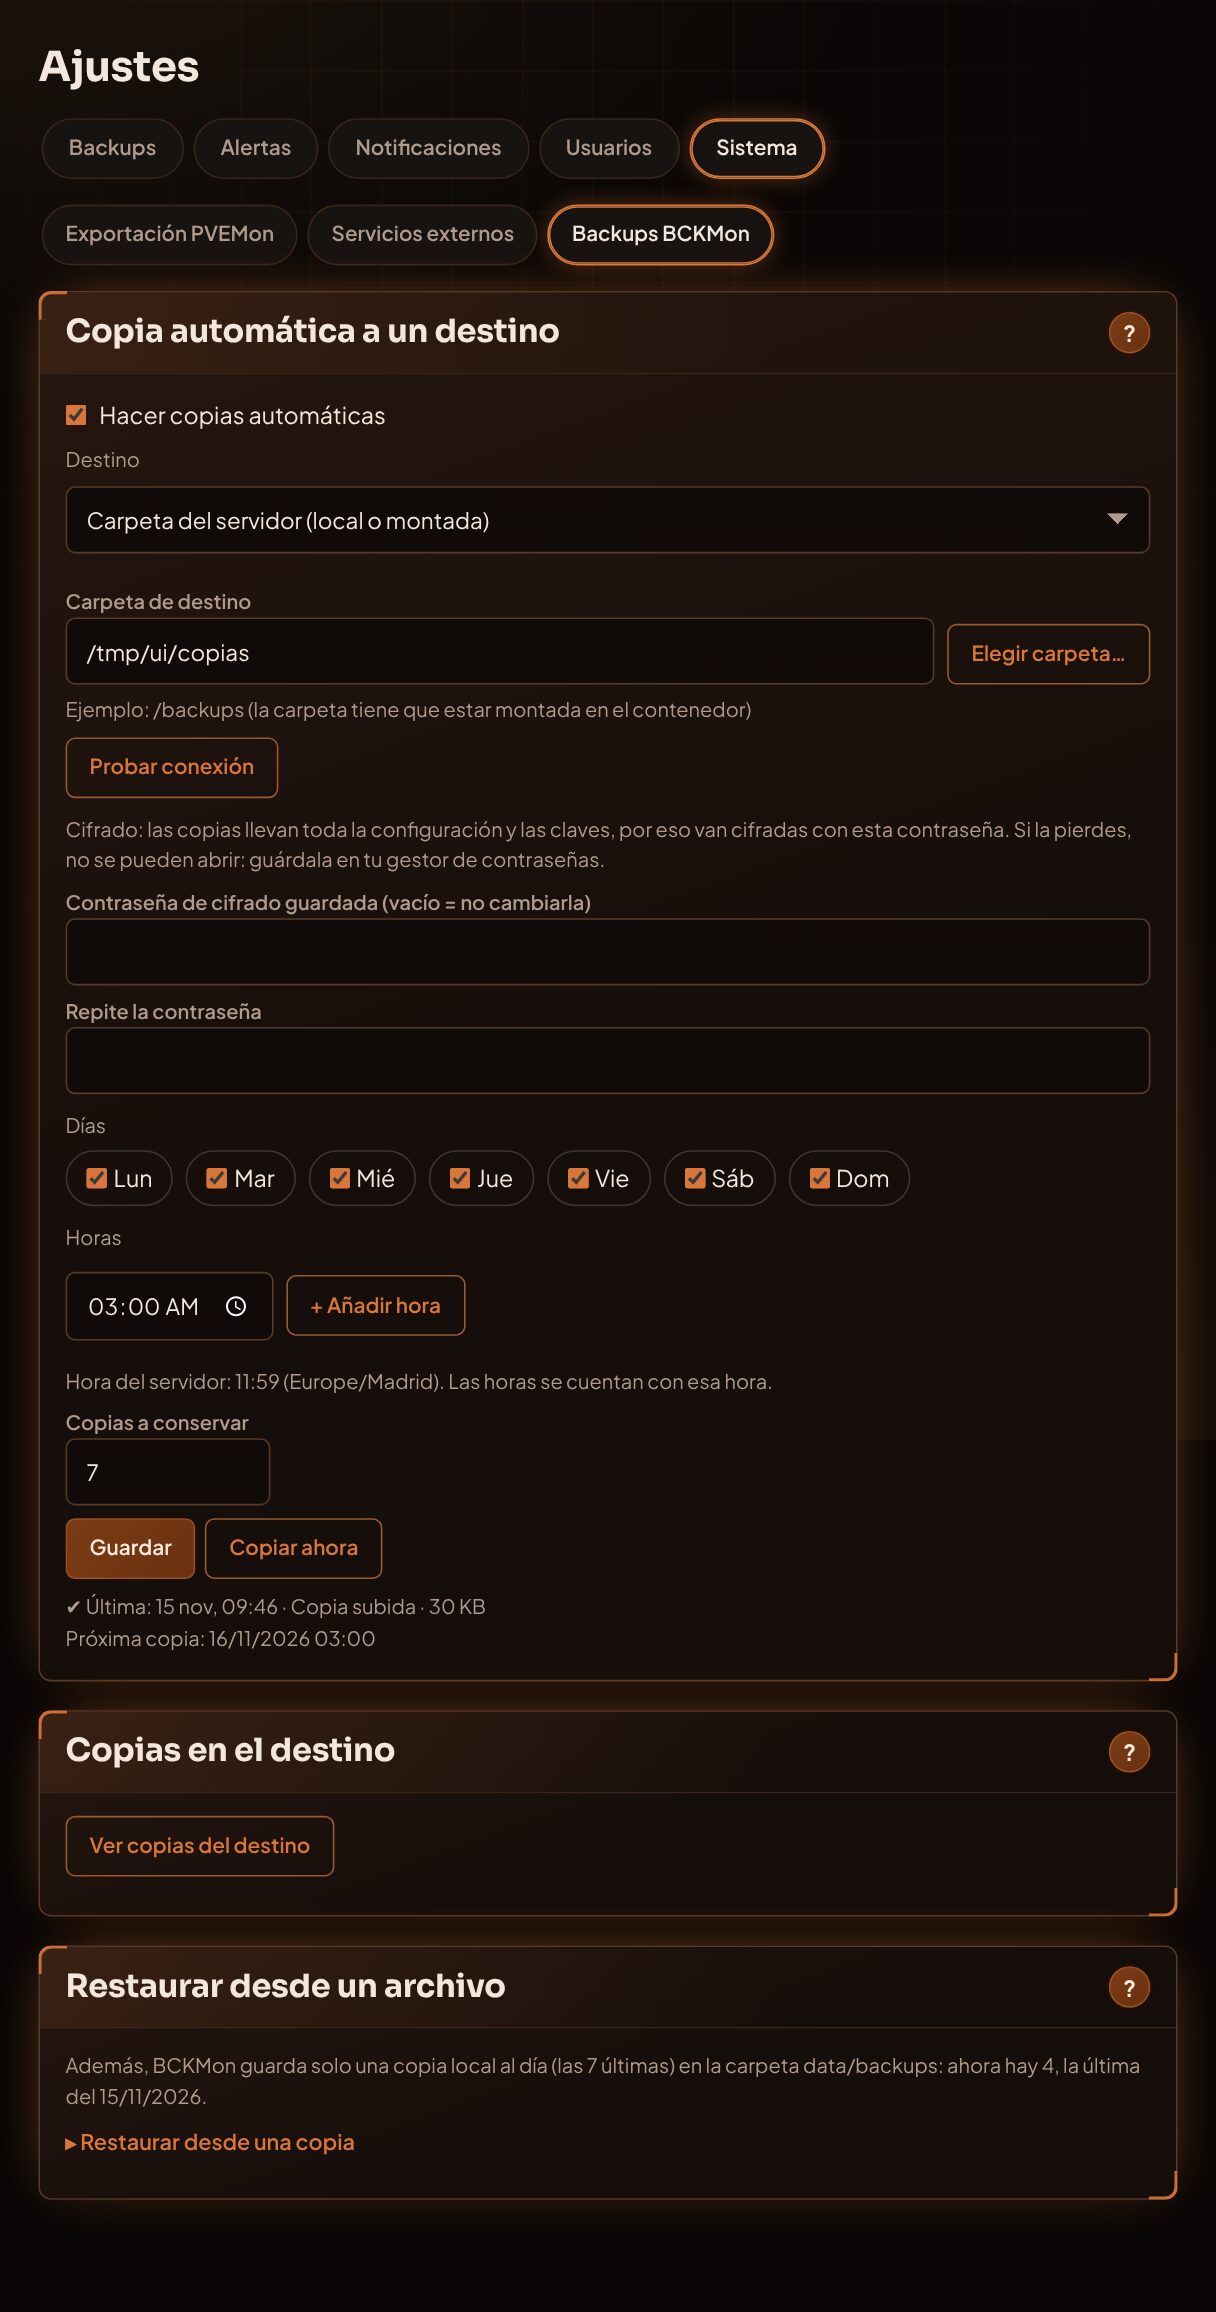 Ajustes
Backups
Alertas
Notificaciones
Usuarios
Sistema
Exportación PVEMon
Servicios externos
Backups BCKMon
Copia automática a un destino
?
Hacer copias automáticas
Destino
Carpeta del servidor (local o montada)
Carpeta de destino
/tmp/ui/copias
Elegir carpeta...
Ejemplo: /backups (la carpeta tiene que estar montada en el contenedor)
Probar conexión
Cifrado: las copias llevan toda la configuración y las claves, por eso van cifradas con esta contraseña. Si la pierdes,
no se pueden abrir: guárdala en tu gestor de contraseñas.
Contraseña de cifrado guardada (vacío = no cambiarla)
Repite la contraseña
Días
Lun
Mar
Mié
Jue
Vie
Sáb
Dom
Horas
03:00 AM
+ Añadir hora
Hora del servidor: 11:59 (Europe/Madrid). Las horas se cuentan con esa hora.
Copias a conservar
7
Guardar
Copiar ahora
✔ Última: 15 nov, 09:46 · Copia subida · 30 KB
Próxima copia: 16/11/2026 03:00
Copias en el destino
?
Ver copias del destino
Restaurar desde un archivo
?
Además, BCKMon guarda solo una copia local al día (las 7 últimas) en la carpeta data/backups: ahora hay 4, la última
del 15/11/2026.
▸ Restaurar desde una copia